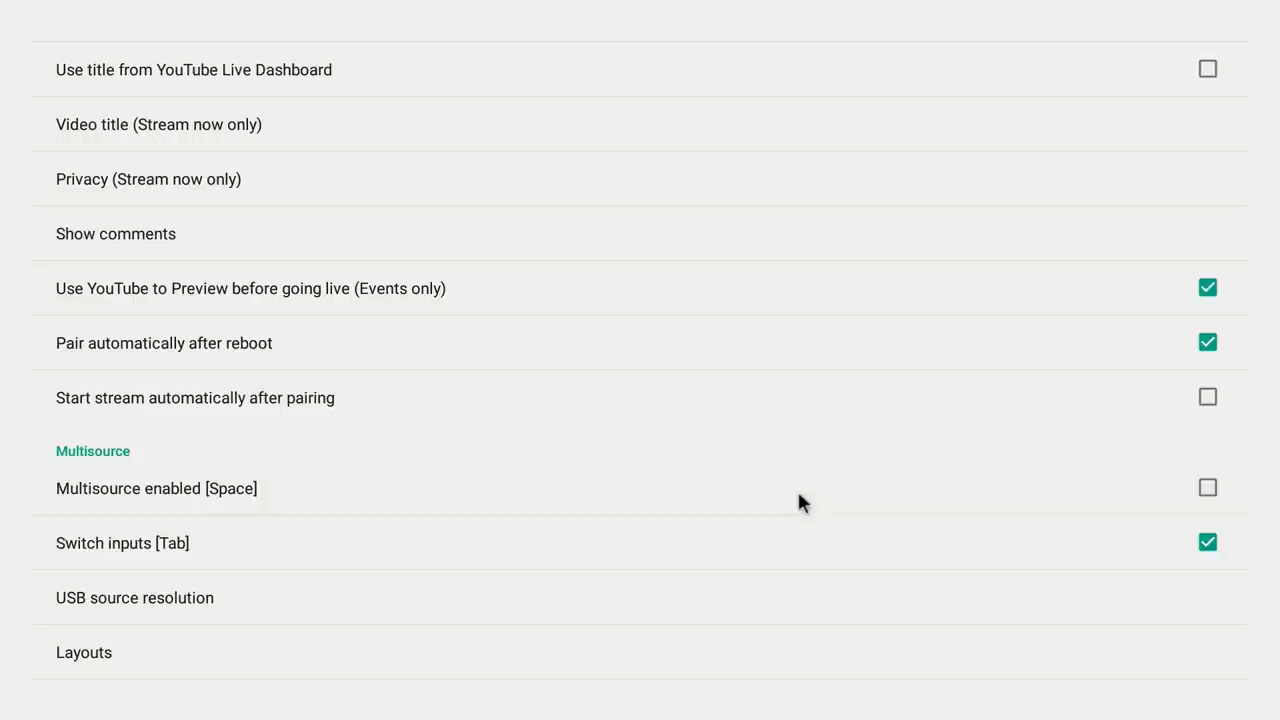 Use title from YouTube Live Dashboard
Video title (Stream now only)
Privacy (Stream now only)
Show comments
Use YouTube to Preview before going live (Events only)
Pair automatically after reboot
Start stream automatically after pairing
Multisource
Multisource enabled [Space]
Switch inputs [Tab]
USB source resolution
Layouts